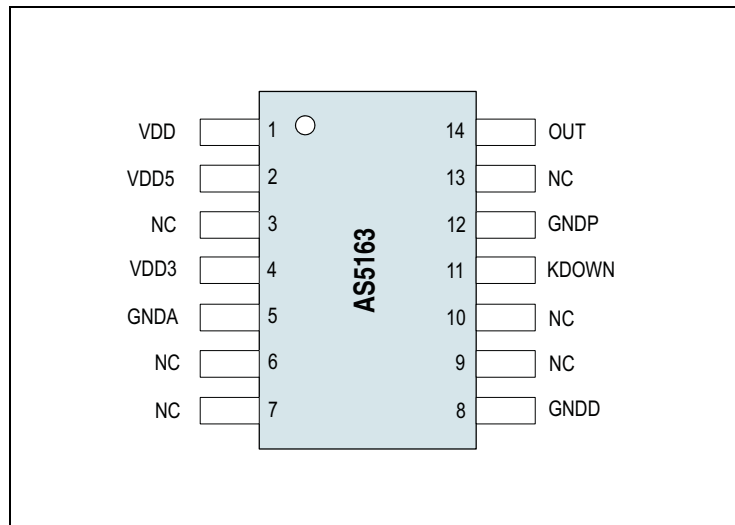 VDD 1 14 OUT
VDD5 2 13 NC
NC 3 12 GNDP
VDD3 4 11 KDOWN
GNDA 5 10 NC
NC 6 9 NC
NC 7 8 GNDD
AS5163